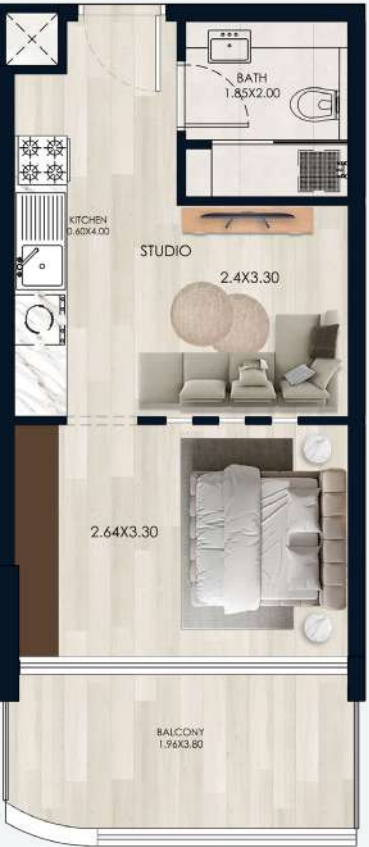 BATH
1.85X2.00
KITCHEN
0.60X4.00
STUDIO
2.4X3.30
2.64X3.30
BALCONY
1.96X3.80